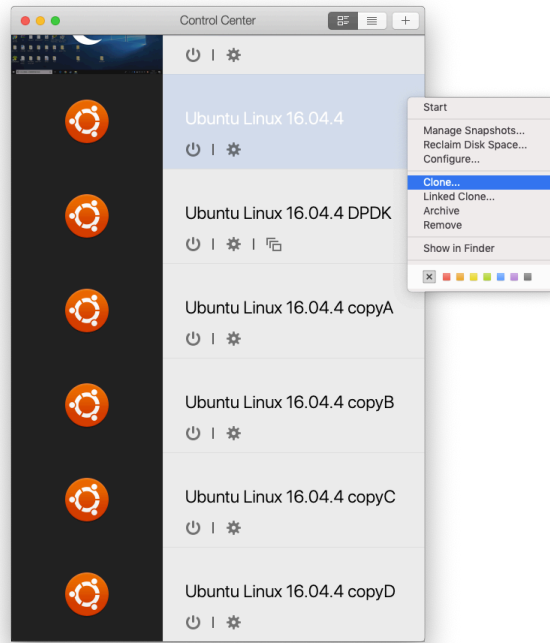 Control Center
Ubuntu Linux 16.04.4
Start
Manage Snapshots...
Reclaim Disk Space...
Configure...
Clone...
Linked Clone...
Archive
Remove
Show in Finder
Ubuntu Linux 16.04.4 DPDK
Ubuntu Linux 16.04.4 copyA
Ubuntu Linux 16.04.4 copyB
Ubuntu Linux 16.04.4 copyC
Ubuntu Linux 16.04.4 copyD